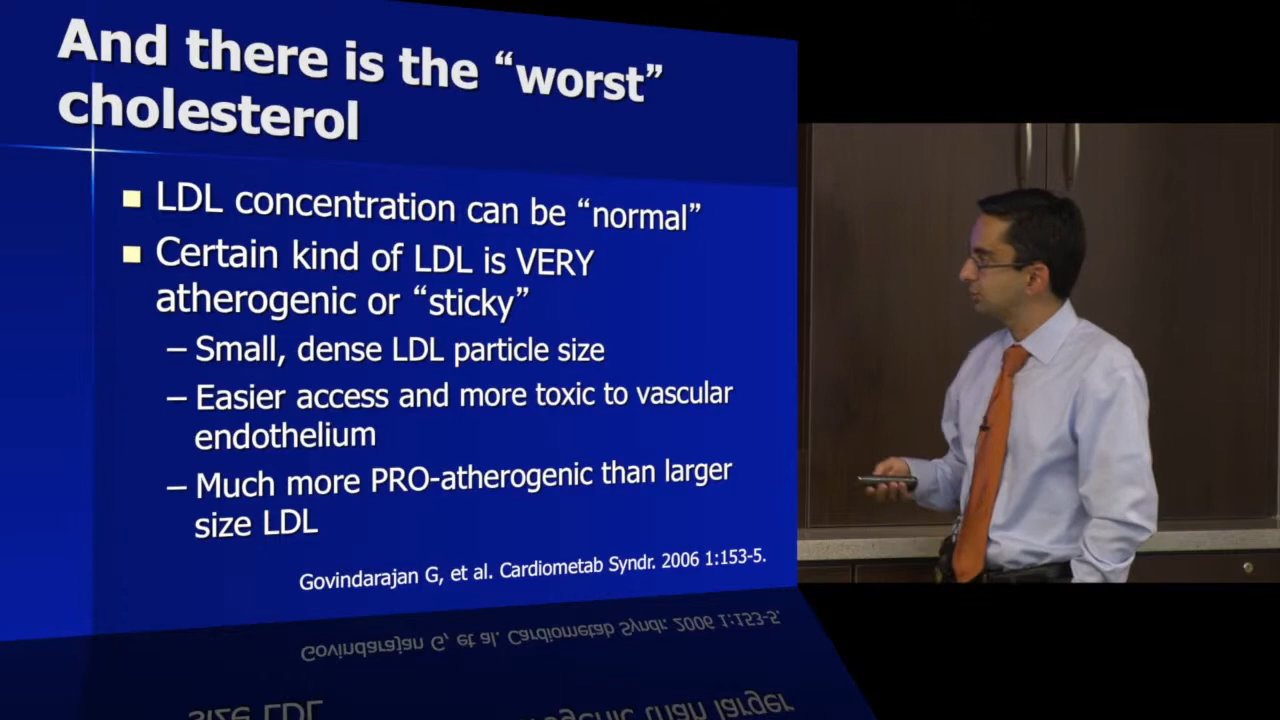 And there is the “worst”
cholesterol
■ LDL concentration can be “normal”
■ Certain kind of LDL is VERY
atherogenic or “sticky”
– Small, dense LDL particle size
– Easier access and more toxic to vascular
endothelium
– Much more PRO-atherogenic than larger
size LDL
Govindarajan G, et al. Cardiometab Syndr. 2006 1:153-5.